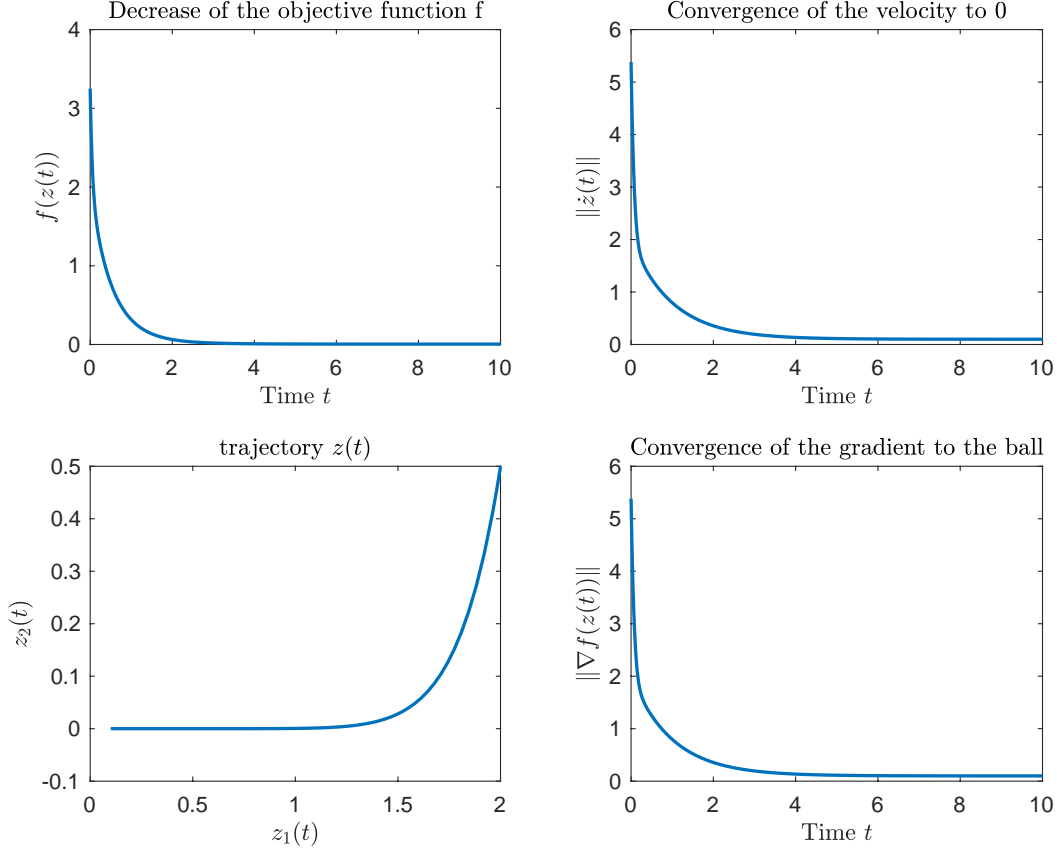 Decrease of the objective function f
4
3
2
1
0
f(z(t))
0 2 4 6 8 10
Time t
Convergence of the velocity to 0
6
5
4
3
2
1
0
‖ż(t)‖
0 2 4 6 8 10
Time t
trajectory z(t)
0.5
0.4
0.3
0.2
0.1
0
-0.1
z₂(t)
0 0.5 1 1.5 2
z₁(t)
Convergence of the gradient to the ball
6
5
4
3
2
1
0
‖∇f(z(t))‖
0 2 4 6 8 10
Time t